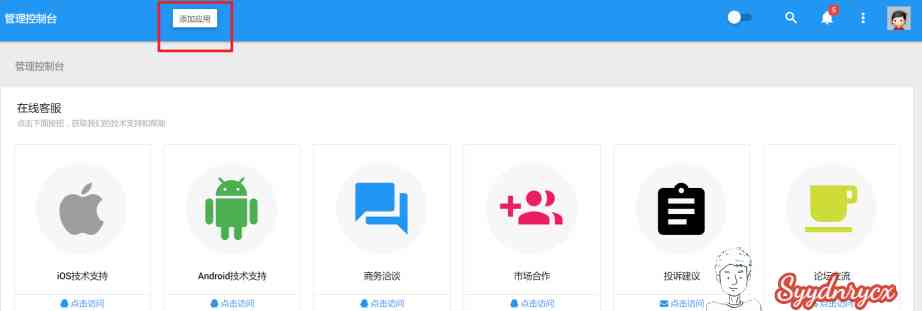 管理控制台
添加应用
5
管理控制台
在线客服
点击下面按钮，获取我们的技术支持和帮助
iOS技术支持
Android技术支持
商务洽谈
市场合作
投诉建议
论坛交流
点击访问
点击访问
点击访问
点击访问
点击访问
点击访问
Syydnrycx